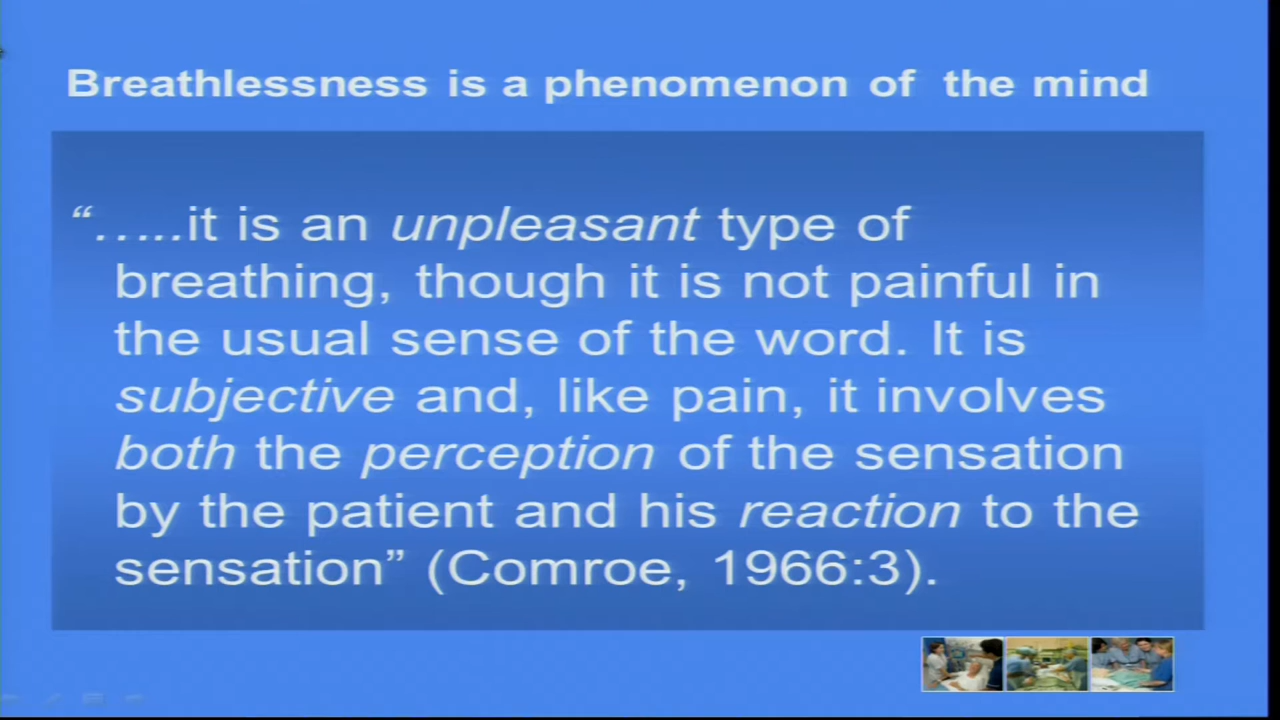 Breathlessness is a phenomenon of the mind
“…..it is an unpleasant type of
breathing, though it is not painful in
the usual sense of the word. It is
subjective and, like pain, it involves
both the perception of the sensation
by the patient and his reaction to the
sensation” (Comroe, 1966:3).